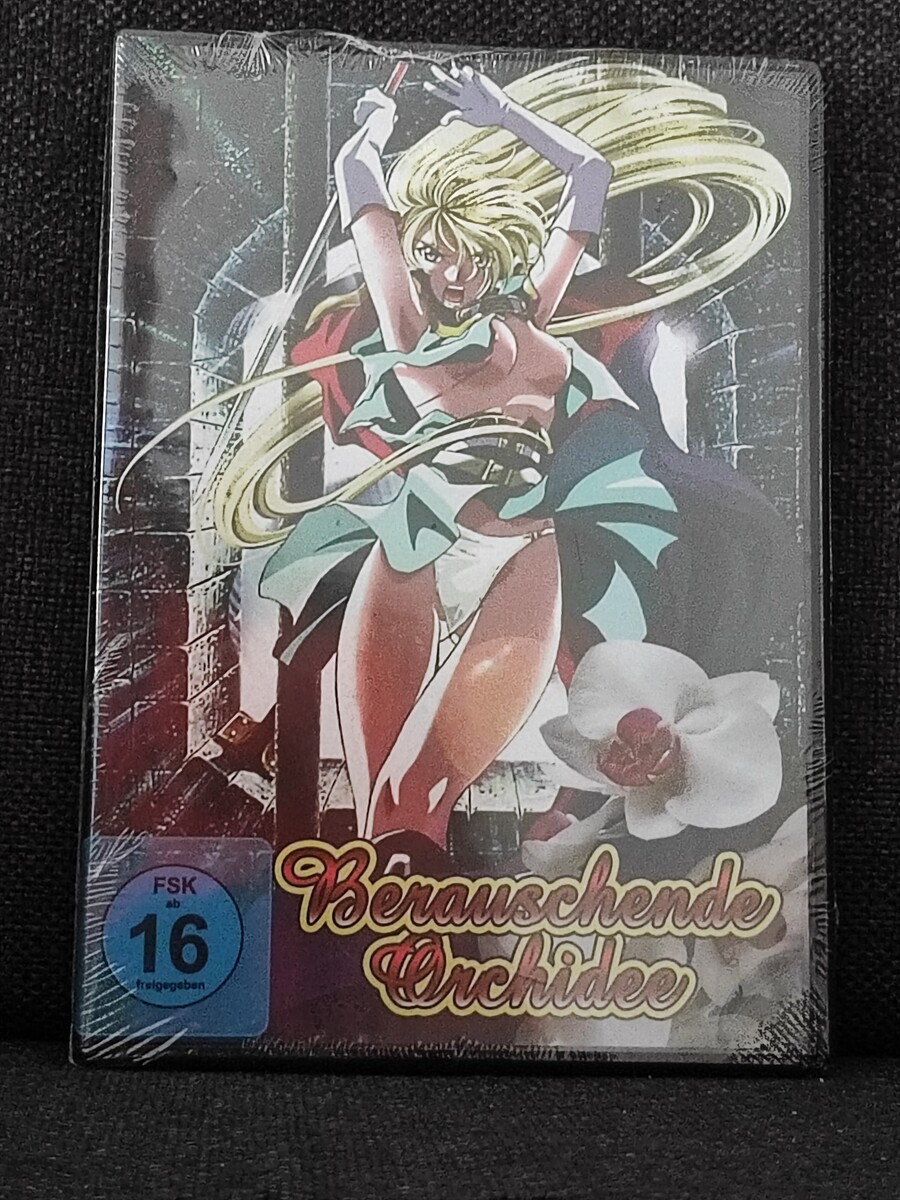 FSK
ab
16
freigegeben
Berauschende
Orchidee